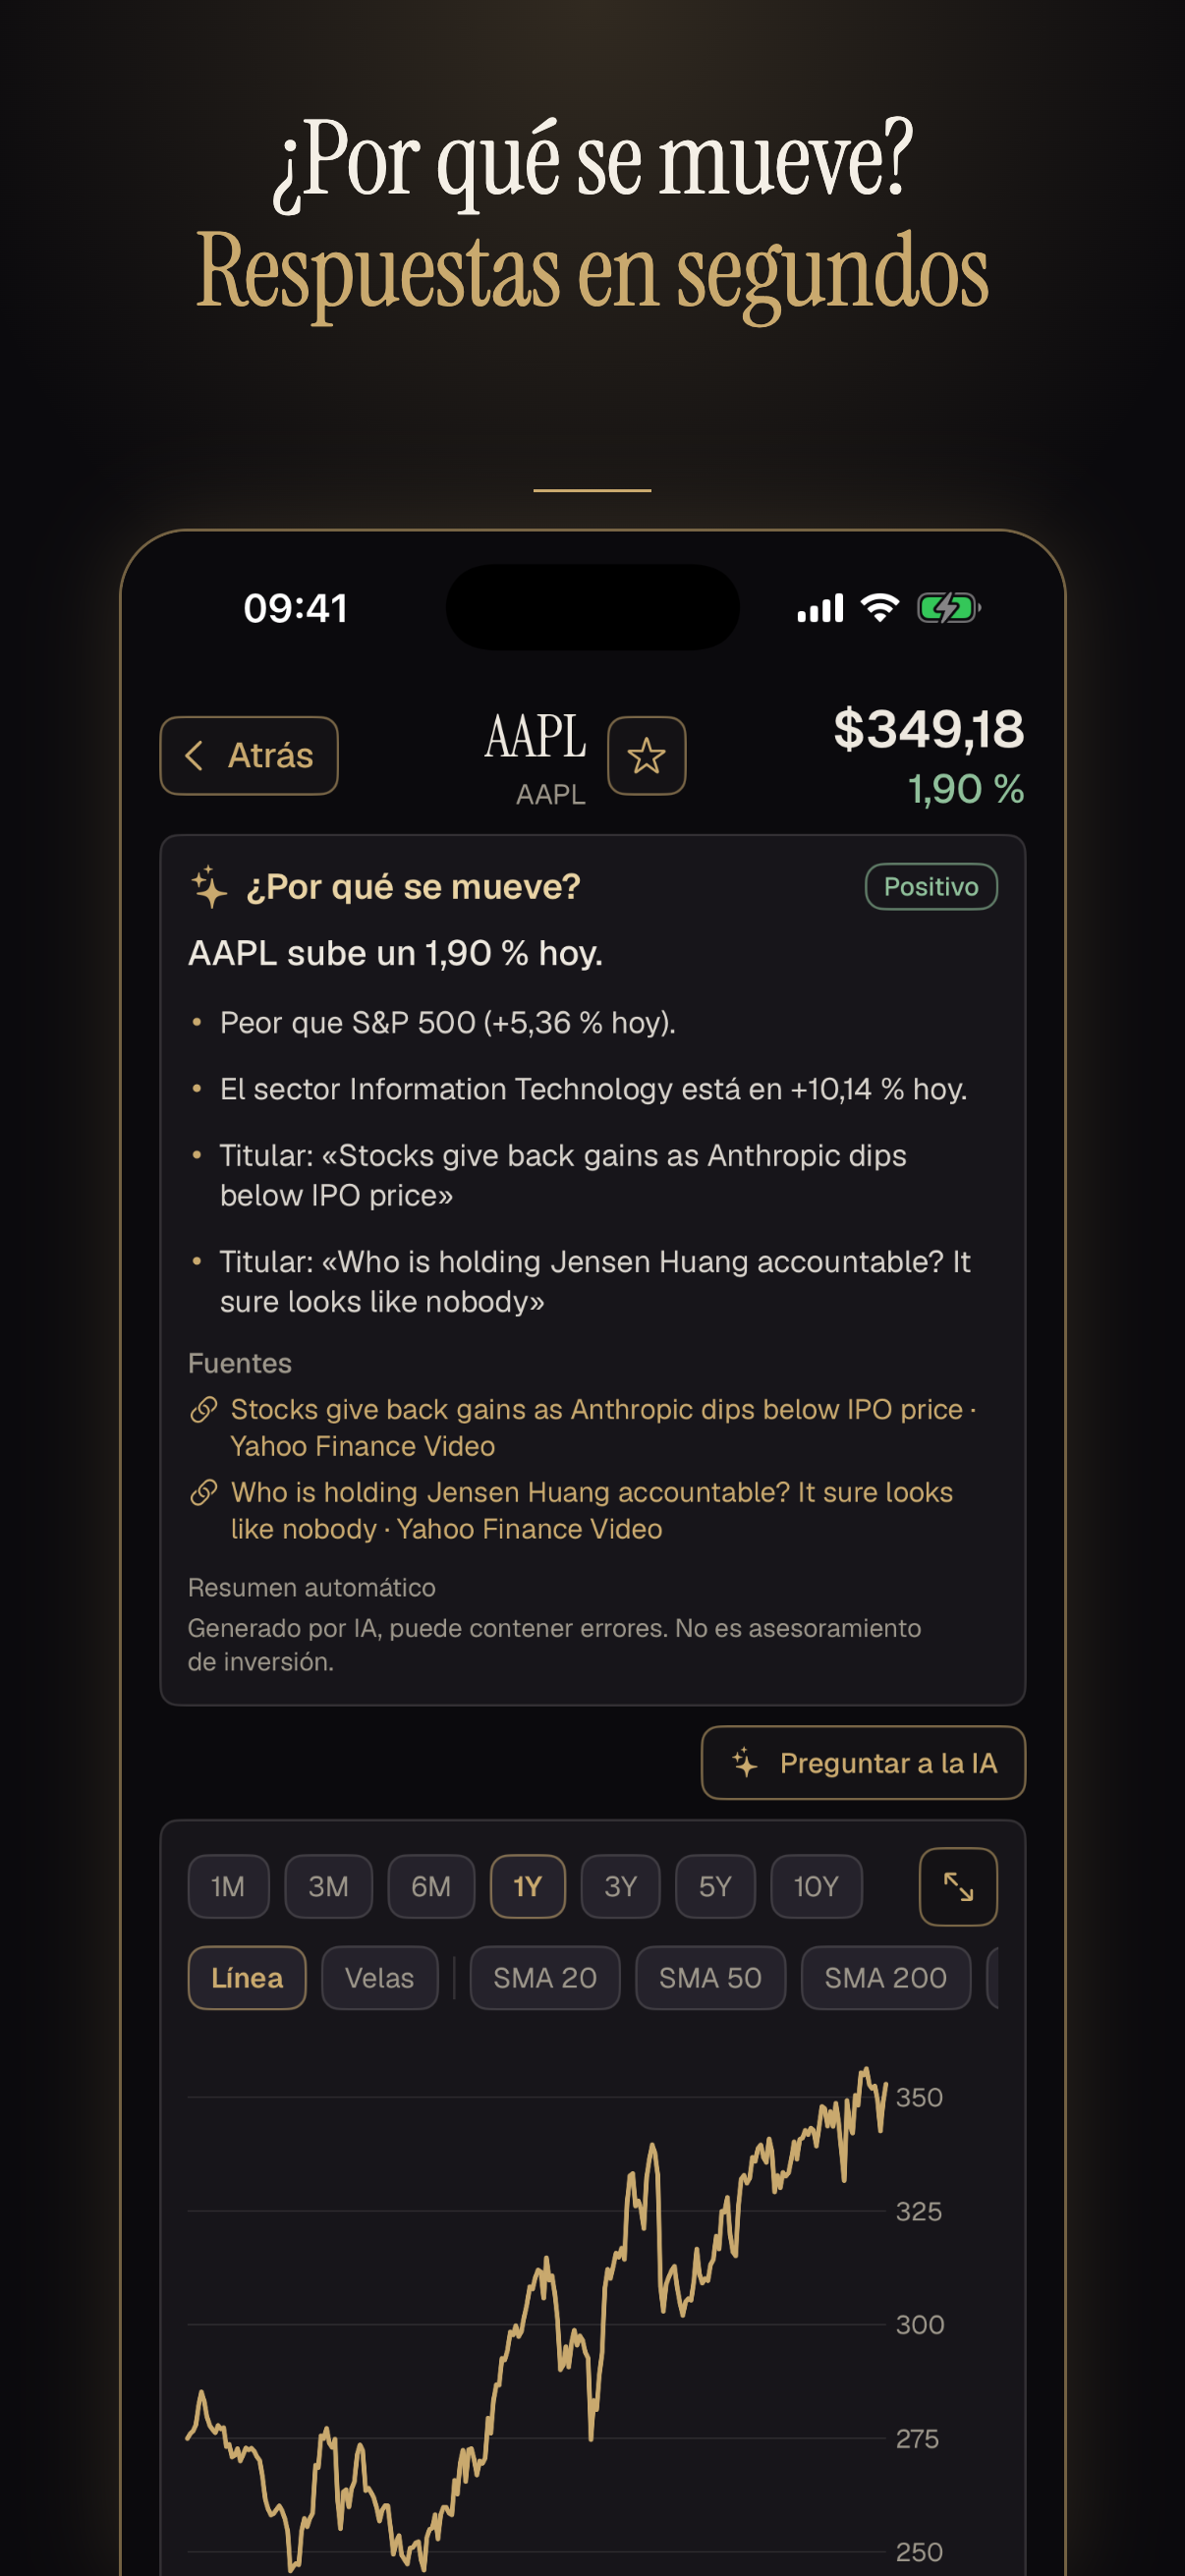 ¿Por qué se mueve?
Respuestas en segundos
09:41
Atrás
AAPL
AAPL
$349,18
1,90 %
¿Por qué se mueve?
Positivo
AAPL sube un 1,90 % hoy.
• Peor que S&P 500 (+5,36 % hoy).
• El sector Information Technology está en +10,14 % hoy.
• Titular: «Stocks give back gains as Anthropic dips
below IPO price»
• Titular: «Who is holding Jensen Huang accountable? It
sure looks like nobody»
Fuentes
Stocks give back gains as Anthropic dips below IPO price ·
Yahoo Finance Video
Who is holding Jensen Huang accountable? It sure looks
like nobody · Yahoo Finance Video
Resumen automático
Generado por IA, puede contener errores. No es asesoramiento
de inversión.
Preguntar a la IA
1M 3M 6M 1Y 3Y 5Y 10Y
Línea Velas SMA 20 SMA 50 SMA 200
350
325
300
275
250